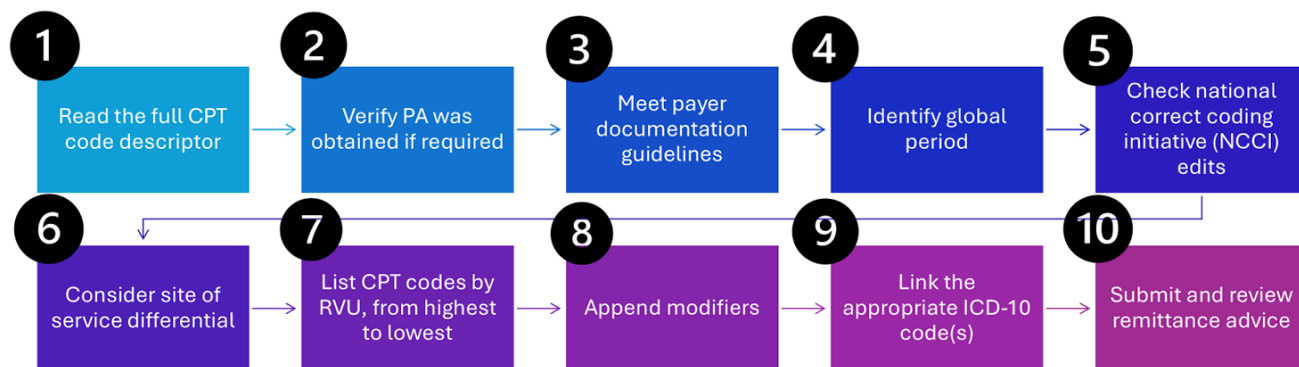 1
Read the full CPT
code descriptor
2
Verify PA was
obtained if required
3
Meet payer
documentation
guidelines
4
Identify global
period
5
Check national
correct coding
initiative (NCCI)
edits
6
Consider site of
service differential
7
List CPT codes by
RVU, from highest
to lowest
8
Append modifiers
9
Link the
appropriate ICD-10
code(s)
10
Submit and review
remittance advice